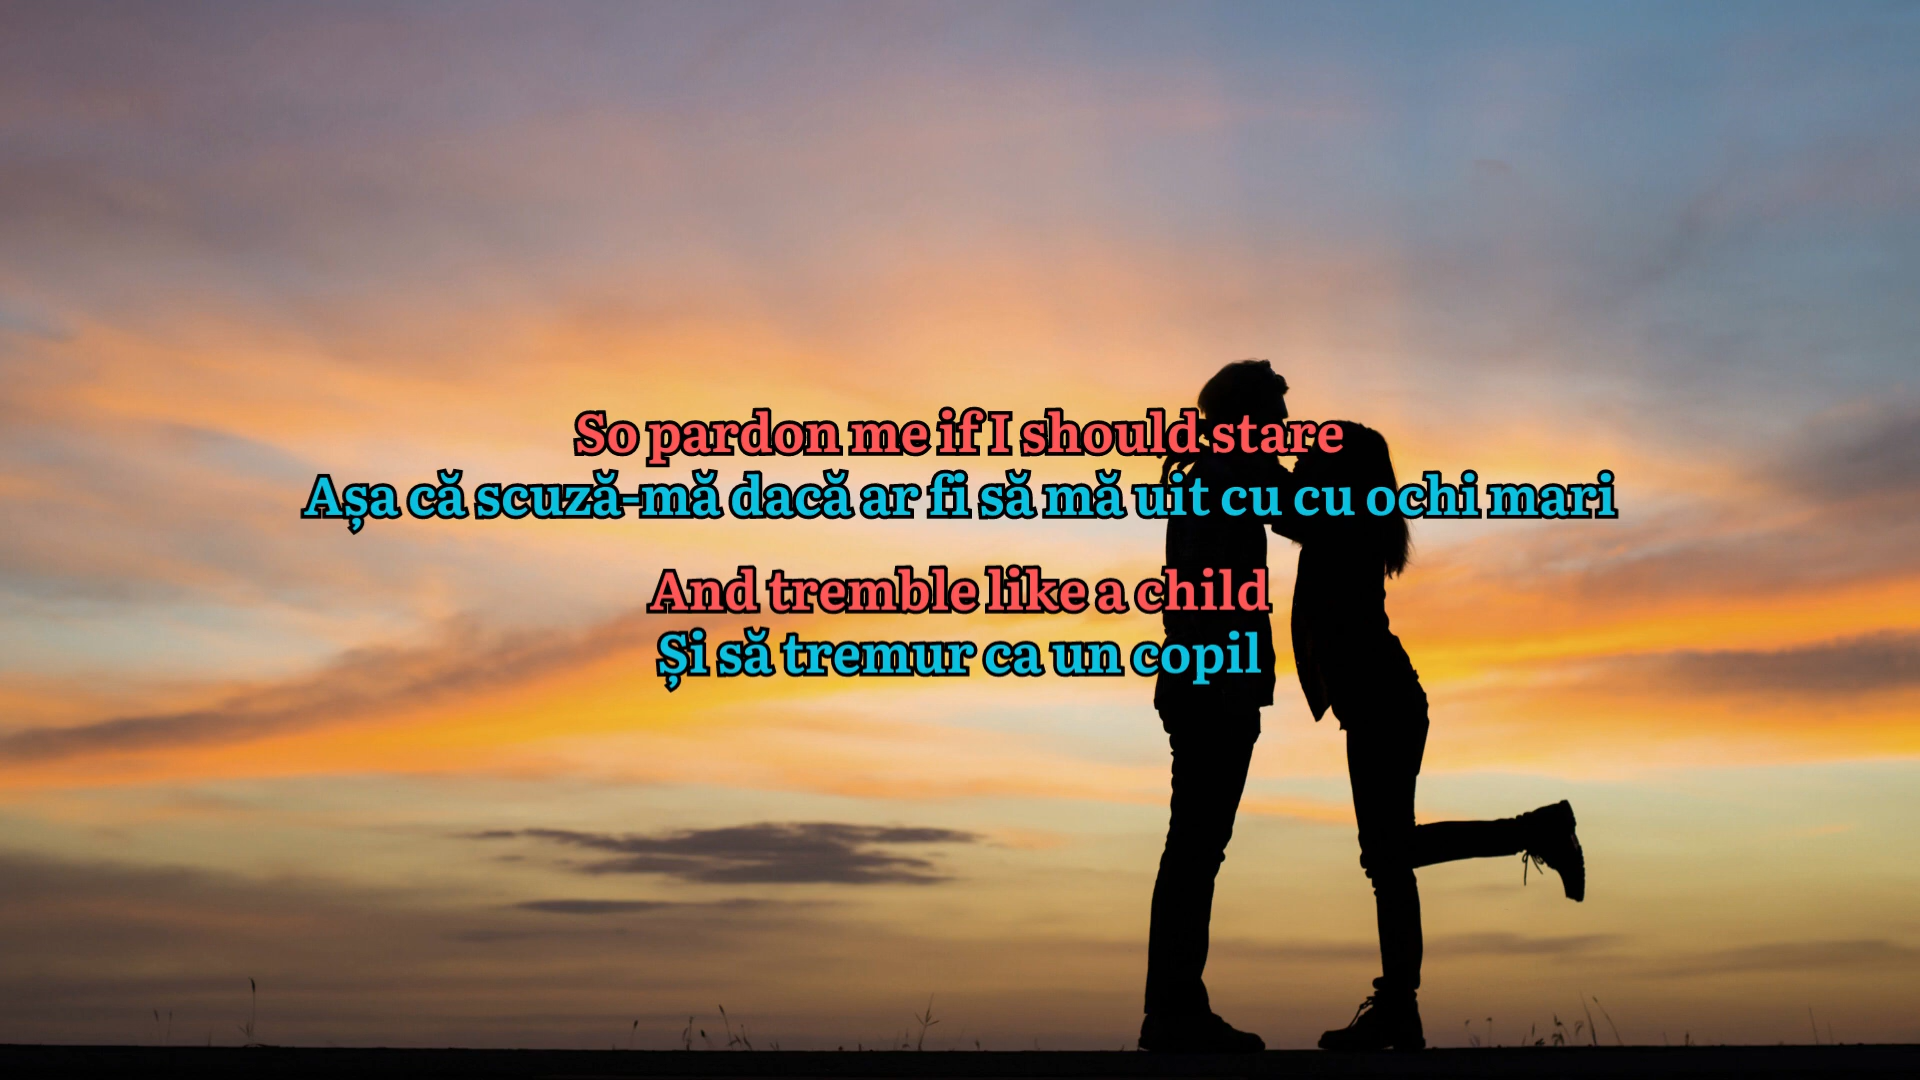 So pardon me if I should stare
Așa că scuză-mă dacă ar fi să mă uit cu cu ochi mari
And tremble like a child
Și să tremur ca un copil